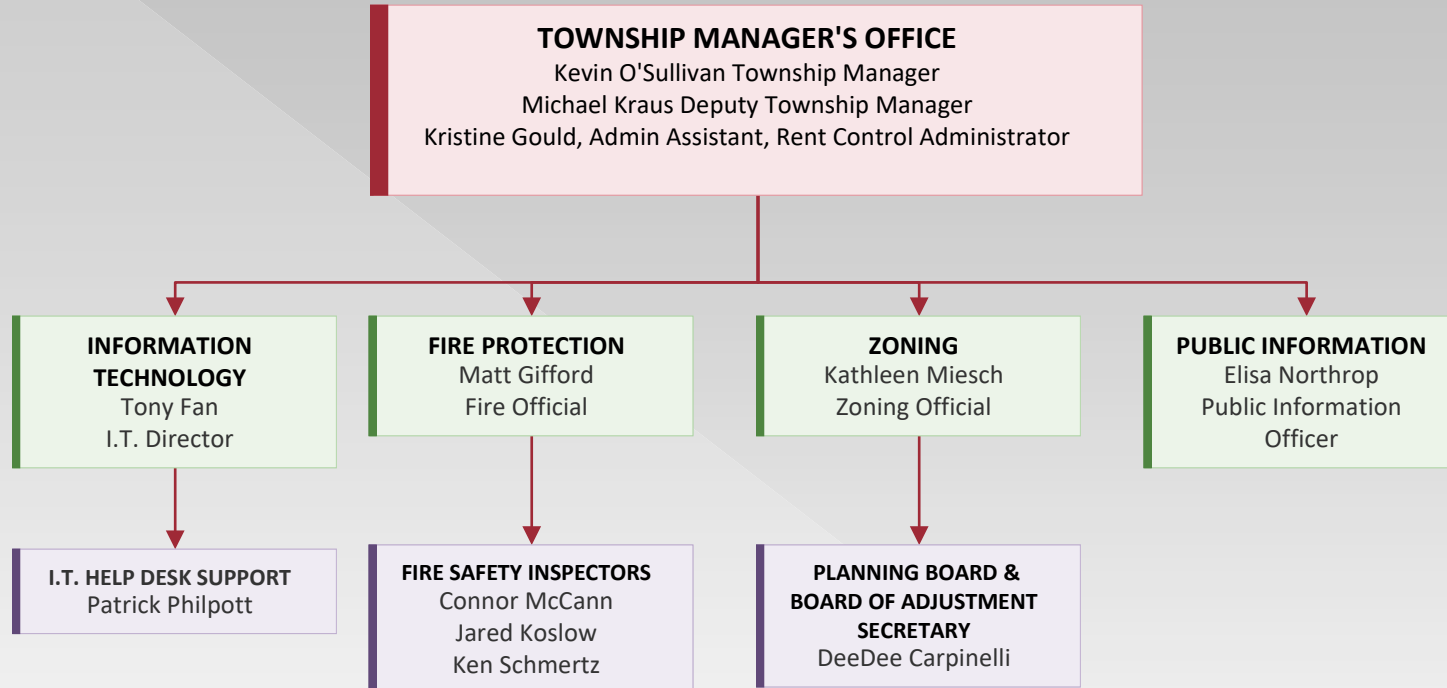 TOWNSHIP MANAGER'S OFFICE
Kevin O'Sullivan Township Manager
Michael Kraus Deputy Township Manager
Kristine Gould, Admin Assistant, Rent Control Administrator
INFORMATION
TECHNOLOGY
Tony Fan
I.T. Director
FIRE PROTECTION
Matt Gifford
Fire Official
ZONING
Kathleen Miesch
Zoning Official
PUBLIC INFORMATION
Elisa Northrop
Public Information
Officer
I.T. HELP DESK SUPPORT
Patrick Philpott
FIRE SAFETY INSPECTORS
Connor McCann
Jared Koslow
Ken Schmertz
PLANNING BOARD &
BOARD OF ADJUSTMENT
SECRETARY
DeeDee Carpinelli